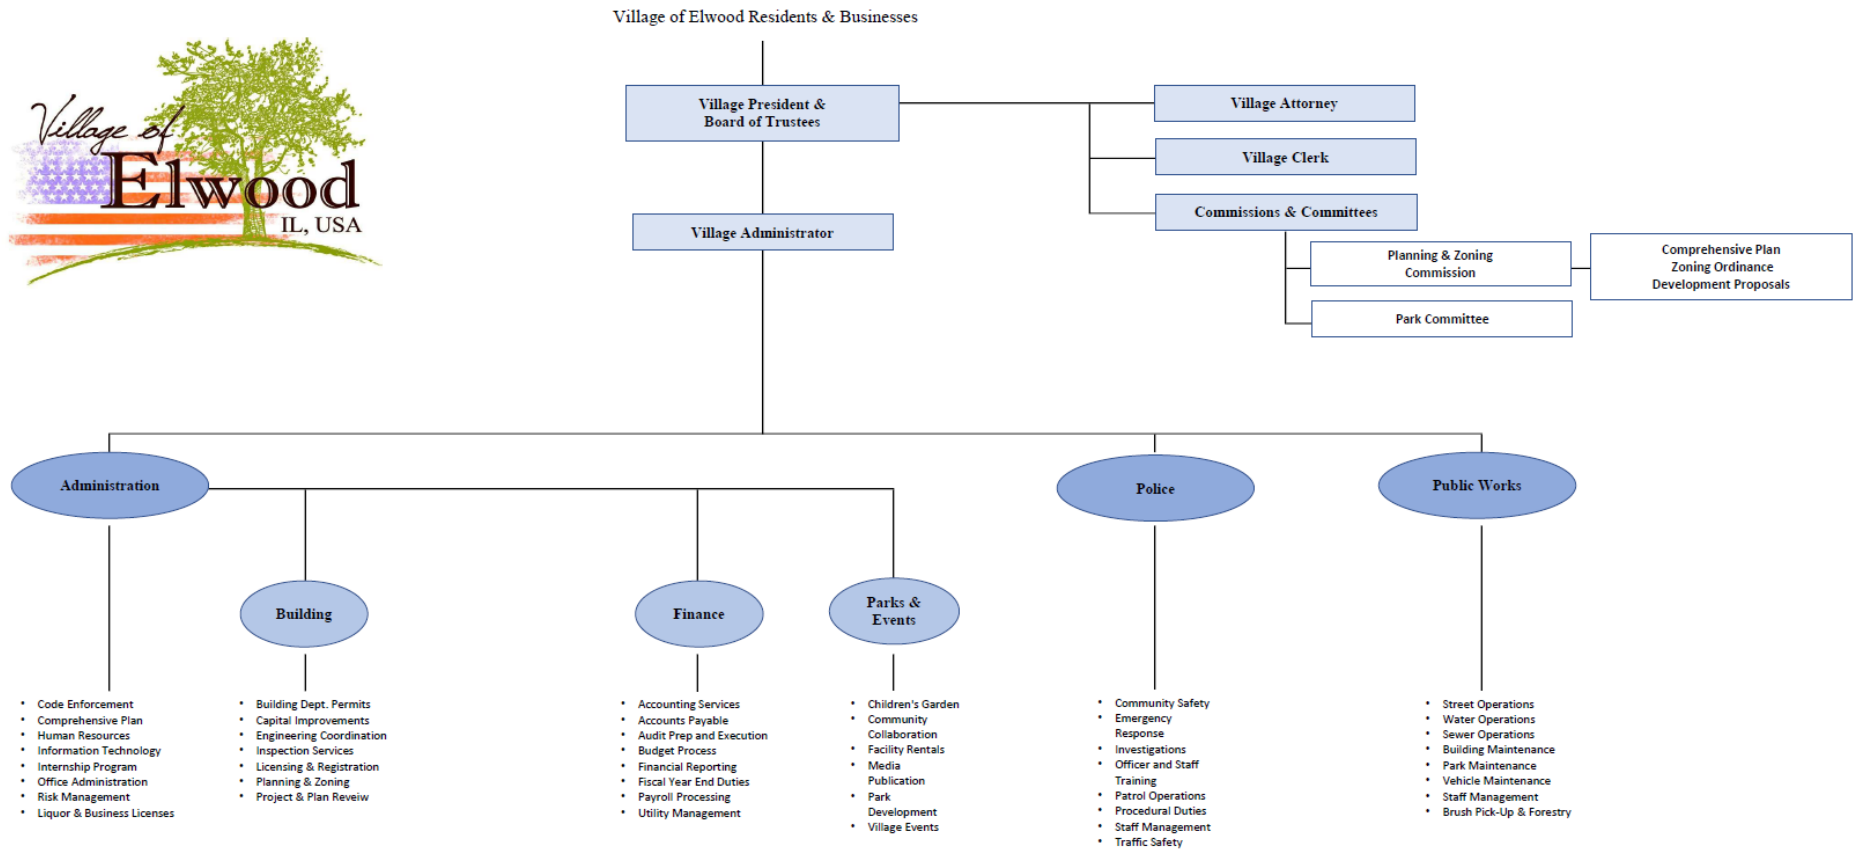 Village of Elwood Residents & Businesses
Village of
Elwood
IL, USA
Village President &
Board of Trustees
Village Attorney
Village Clerk
Commissions & Committees
Village Administrator
Planning & Zoning
Commission
Comprehensive Plan
Zoning Ordinance
Development Proposals
Park Committee
Administration
Police
Public Works
Building
Finance
Parks &
Events
• Code Enforcement
• Comprehensive Plan
• Human Resources
• Information Technology
• Internship Program
• Office Administration
• Risk Management
• Liquor & Business Licenses
• Building Dept. Permits
• Capital Improvements
• Engineering Coordination
• Inspection Services
• Licensing & Registration
• Planning & Zoning
• Project & Plan Reveiw
• Accounting Services
• Accounts Payable
• Audit Prep and Execution
• Budget Process
• Financial Reporting
• Fiscal Year End Duties
• Payroll Processing
• Utility Management
• Children's Garden
• Community
Collaboration
• Facility Rentals
• Media
Publication
• Park
Development
• Village Events
• Community Safety
• Emergency
Response
• Investigations
• Officer and Staff
Training
• Patrol Operations
• Procedural Duties
• Staff Management
• Traffic Safety
• Street Operations
• Water Operations
• Sewer Operations
• Building Maintenance
• Park Maintenance
• Vehicle Maintenance
• Staff Management
• Brush Pick-Up & Forestry